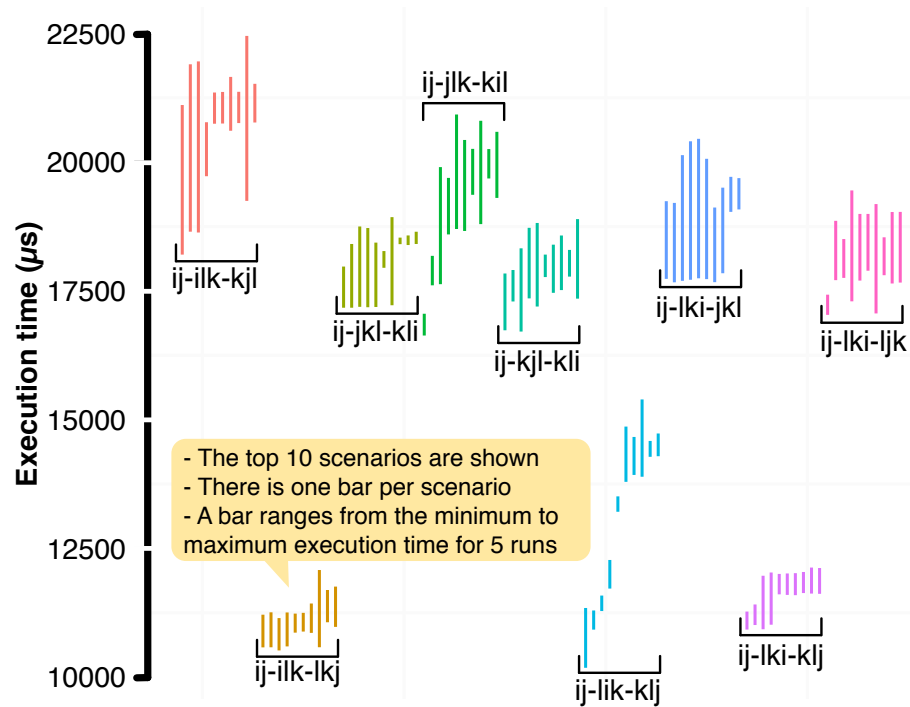 22500
20000
17500
15000
12500
10000
Execution time (µs)
ij-jlk-kil
ij-ilk-kjl
ij-jkl-kli
ij-kjl-kli
ij-lki-jkl
ij-lki-ljk
- The top 10 scenarios are shown
- There is one bar per scenario
- A bar ranges from the minimum to
maximum execution time for 5 runs
ij-ilk-lkj
ij-lik-klj
ij-lki-klj